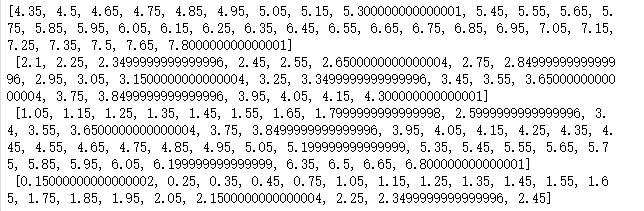 [4.35, 4.5, 4.65, 4.75, 4.85, 4.95, 5.05, 5.15, 5.300000000000001, 5.45, 5.55, 5.65, 5.
75, 5.85, 5.95, 6.05, 6.15, 6.25, 6.35, 6.45, 6.55, 6.65, 6.75, 6.85, 6.95, 7.05, 7.15,
7.25, 7.35, 7.5, 7.65, 7.800000000000001]
[2.1, 2.25, 2.3499999999999996, 2.45, 2.55, 2.6500000000000004, 2.75, 2.84999999999999
96, 2.95, 3.05, 3.1500000000000004, 3.25, 3.3499999999999996, 3.45, 3.55, 3.65000000000
00004, 3.75, 3.8499999999999996, 3.95, 4.05, 4.15, 4.300000000000001]
[1.05, 1.15, 1.25, 1.35, 1.45, 1.55, 1.65, 1.7999999999999998, 2.5999999999999996, 3.
4, 3.55, 3.6500000000000004, 3.75, 3.8499999999999996, 3.95, 4.05, 4.15, 4.25, 4.35, 4.
45, 4.55, 4.65, 4.75, 4.85, 4.95, 5.05, 5.199999999999999, 5.35, 5.45, 5.55, 5.65, 5.7
5, 5.85, 5.95, 6.05, 6.199999999999999, 6.35, 6.5, 6.65, 6.800000000000001]
[0.15000000000000002, 0.25, 0.35, 0.45, 0.75, 1.05, 1.15, 1.25, 1.35, 1.45, 1.55, 1.6
5, 1.75, 1.85, 1.95, 2.05, 2.1500000000000004, 2.25, 2.3499999999999996, 2.45]